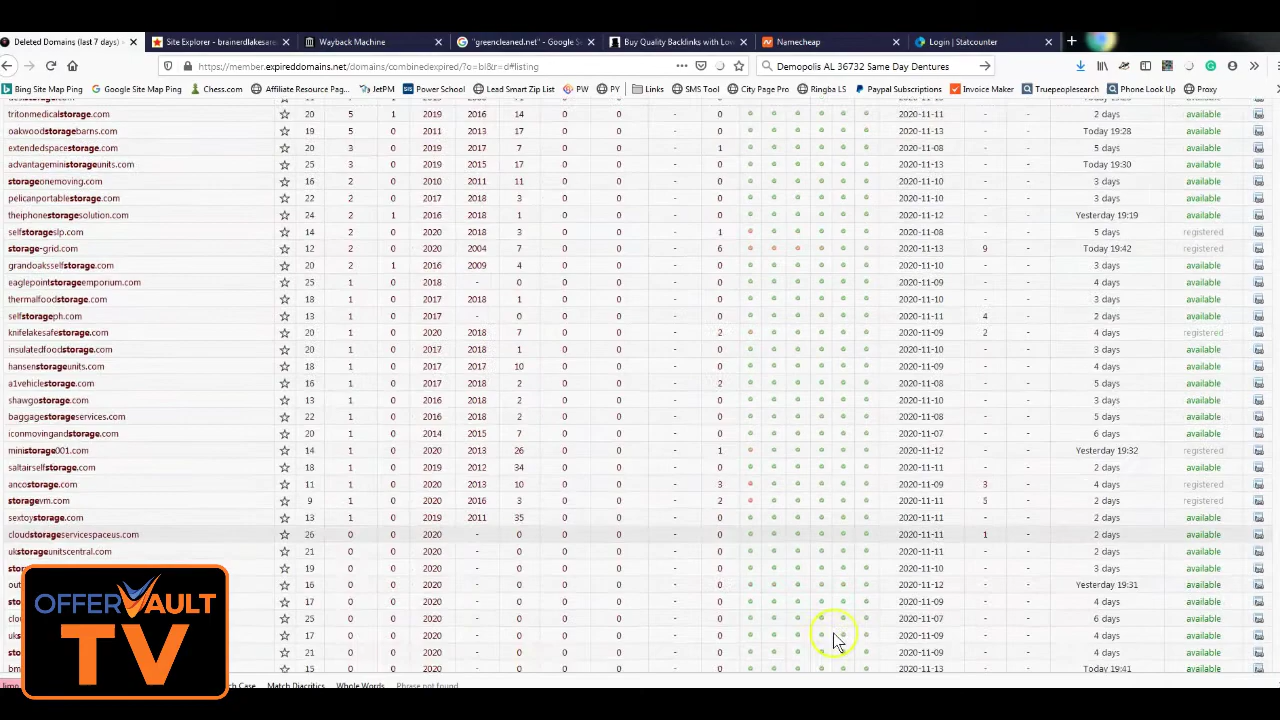 Deleted Domains (last 7 days) Site Explorer - brainerdlakesare Wayback Machine "greencleaned.net" - Google Se Buy Quality Backlinks with Low Namecheap Login | Statcounter
https://member.expireddomains.net/domains/combinedexpired/?o=bl&r=d#listing Demopolis AL 36732 Same Day Dentures
Bing Site Map Ping Google Site Map Ping Chess.com Affiliate Resource Pag... JetPM Power School Lead Smart Zip List PW PY Links SMS Tool City Page Pro Ringba LS Paypal Subscriptions Invoice Maker Truepeoplesearch Phone Look Up Proxy
tritonmedicalstorage.com 20 5 1 2019 2016 14 0 0 - 0 2020-11-11 - - 2 days available
oakwoodstoragebarns.com 19 5 0 2011 2013 17 0 0 - 0 2020-11-13 - - Today 19:28 available
extendedspacestorage.com 20 3 0 2019 2017 7 0 0 - 1 2020-11-08 - - 5 days available
advantageministorageunits.com 25 3 0 2019 2015 17 0 0 - 0 2020-11-13 - - Today 19:30 available
storageonemoving.com 16 2 0 2010 2011 11 0 0 - 0 2020-11-10 - - 3 days available
pelicanportablestorage.com 22 2 0 2017 2018 3 0 0 - 0 2020-11-10 - - 3 days available
theiphonestoragesolution.com 24 2 1 2016 2018 1 0 0 - 0 2020-11-12 - - Yesterday 19:19 available
selfstorageslp.com 14 2 0 2020 2018 3 0 0 - 1 2020-11-08 - - 5 days registered
storage-grid.com 12 2 0 2020 2004 7 0 0 - 6 2020-11-13 9 - Today 19:42 available
grandoaksselfstorage.com 20 2 1 2016 2009 4 0 0 - 0 2020-11-10 - - 3 days available
eaglepointstorageemporium.com 25 1 0 2018 - 0 0 0 - 0 2020-11-09 - - 4 days available
thermalfoodstorage.com 18 1 0 2017 2018 1 0 0 - 0 2020-11-10 - - 3 days available
selfstorageph.com 13 1 0 2017 - 0 0 0 - 0 2020-11-11 4 - 2 days available
knifelakesafestorage.com 20 1 0 2020 2018 7 0 0 - 2 2020-11-09 2 - 4 days registered
insulatedfoodstorage.com 20 1 0 2017 2018 1 0 0 - 0 2020-11-10 - - 3 days available
hansenstorageunits.com 18 1 0 2017 2017 10 0 0 - 0 2020-11-10 - - 3 days available
a1vehiclestorage.com 16 1 0 2017 2018 2 0 0 - 2 2020-11-08 - - 5 days available
shawgostorage.com 13 1 0 2016 2018 2 0 0 - 0 2020-11-10 - - 3 days available
baggagestorageservices.com 22 1 0 2016 2018 2 0 0 - 0 2020-11-08 - - 5 days available
iconmovingandstorage.com 20 1 0 2014 2015 7 0 0 - 0 2020-11-07 - - 6 days available
ministorage001.com 14 1 0 2020 2013 26 0 0 - 1 2020-11-12 - - Yesterday 19:32 registered
saltairselfstorage.com 18 1 0 2019 2012 34 0 0 - 0 2020-11-11 - - 2 days available
ancostorage.com 11 1 0 2020 2013 10 0 0 - 3 2020-11-09 3 - 4 days registered
storagevm.com 9 1 0 2020 2016 3 0 0 - 2 2020-11-11 5 - 2 days registered
sextoystorage.com 13 1 0 2019 2011 35 0 0 - 0 2020-11-11 - - 2 days available
cloudstorageservicespaceus.com 26 0 0 2020 - 0 0 0 - 0 2020-11-11 1 - 2 days available
ukstorageunitscentral.com 21 0 0 2020 - 0 0 0 - 0 2020-11-11 - - 2 days available
19 0 0 2020 - 0 0 0 - 0 2020-11-10 - - 3 days available
16 0 0 2020 - 0 0 0 - 0 2020-11-12 - - Yesterday 19:31 available
17 0 0 2020 - 0 0 0 - 0 2020-11-09 - - 4 days available
25 0 0 2020 - 0 0 0 - 0 2020-11-07 - - 6 days available
17 0 0 2020 - 0 0 0 - 0 2020-11-09 - - 4 days available
21 0 0 2020 - 0 0 0 - 0 2020-11-09 - - 4 days available
15 0 0 2020 - 0 0 0 - 0 2020-11-13 - - Today 19:41 available
Match Diacritics Whole Words Phrase not found
OFFERVAULT
TV